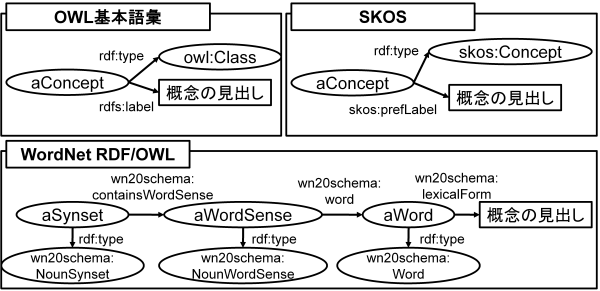 OWL基本語彙
rdf:type
owl:Class
aConcept
rdfs:label
概念の見出し
SKOS
rdf:type
skos:Concept
aConcept
skos:prefLabel
概念の見出し
WordNet RDF/OWL
wn20schema:
containsWordSense
wn20schema:
word
wn20schema:
lexicalForm
aSynset
aWordSense
aWord
概念の見出し
rdf:type
rdf:type
rdf:type
wn20schema:
NounSynset
wn20schema:
NounWordSense
wn20schema:
Word